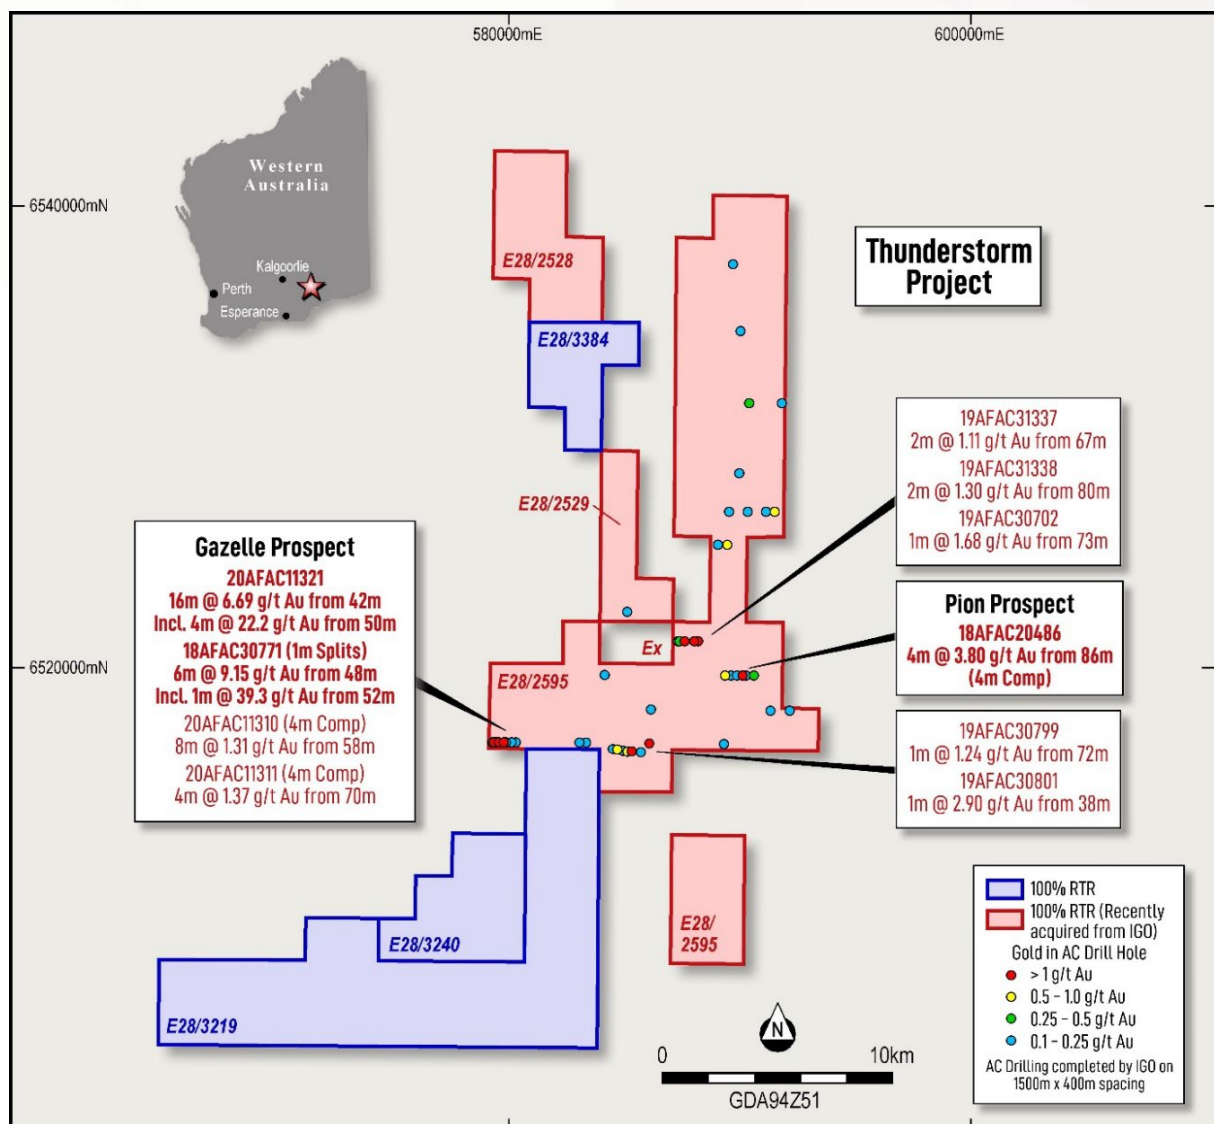 580000mE
600000mE
6540000mN
6520000mN
Western
Australia
Kalgoorlie
Perth
Esperance
Thunderstorm
Project
E28/2528
E28/3384
E28/2529
Ex
E28/2595
E28/3240
E28/3219
E28/
2595
19AFAC31337
2m @ 1.11 g/t Au from 67m
19AFAC31338
2m @ 1.30 g/t Au from 80m
19AFAC30702
1m @ 1.68 g/t Au from 73m
Gazelle Prospect
20AFAC11321
16m @ 6.69 g/t Au from 42m
Incl. 4m @ 22.2 g/t Au from 50m
18AFAC30771 (1m Splits)
6m @ 9.15 g/t Au from 48m
Incl. 1m @ 39.3 g/t Au from 52m
20AFAC11310 (4m Comp)
8m @ 1.31 g/t Au from 58m
20AFAC11311 (4m Comp)
4m @ 1.37 g/t Au from 70m
Pion Prospect
18AFAC20486
4m @ 3.80 g/t Au from 86m
(4m Comp)
19AFAC30799
1m @ 1.24 g/t Au from 72m
19AFAC30801
1m @ 2.90 g/t Au from 38m
100% RTR
100% RTR (Recently
acquired from IGO)
Gold in AC Drill Hole
> 1 g/t Au
0.5 – 1.0 g/t Au
0.25 – 0.5 g/t Au
0.1 – 0.25 g/t Au
AC Drilling completed by IGO on
1500m x 400m spacing
N
0
10km
GDA94Z51